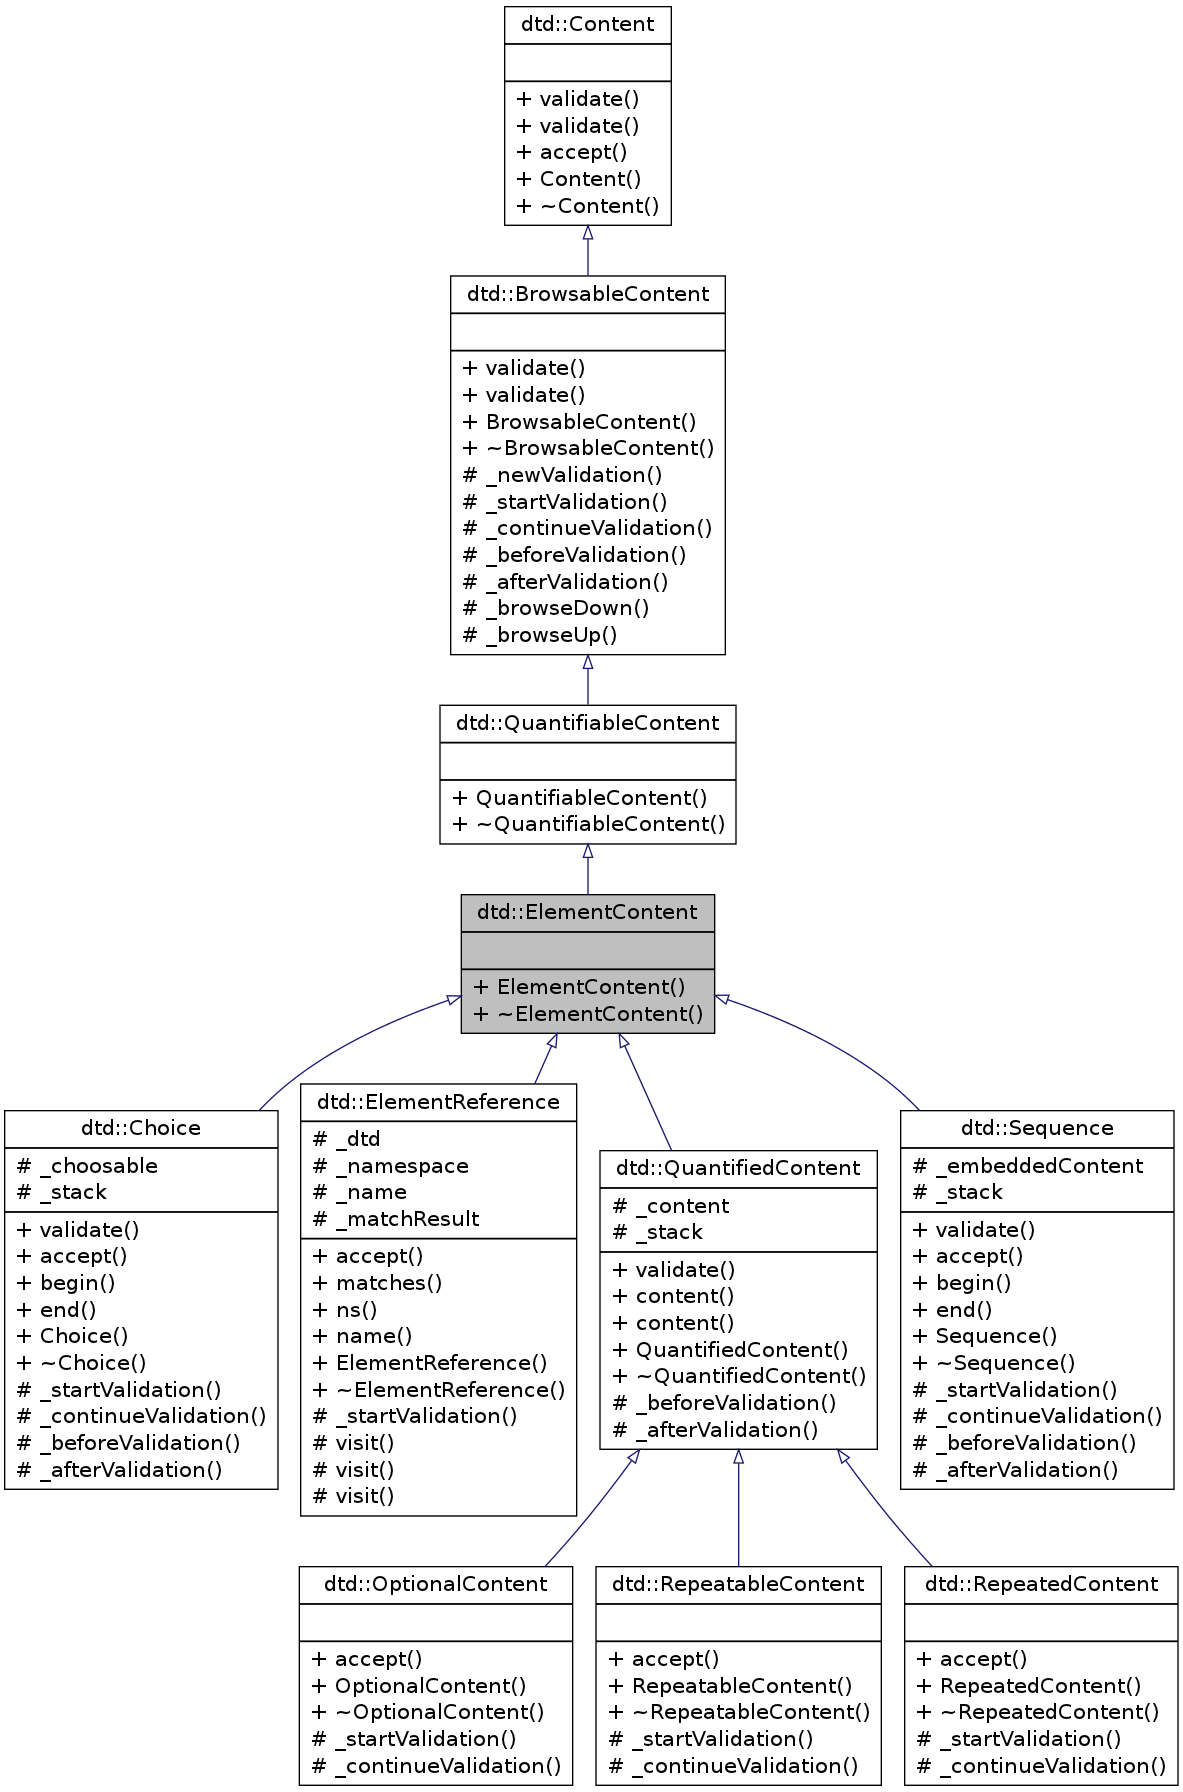 dtd::Content
+ validate()
+ validate()
+ accept()
+ Content()
+ ~Content()
dtd::BrowsableContent
+ validate()
+ validate()
+ BrowsableContent()
+ ~BrowsableContent()
# _newValidation()
# _startValidation()
# _continueValidation()
# _beforeValidation()
# _afterValidation()
# _browseDown()
# _browseUp()
dtd::QuantifiableContent
+ QuantifiableContent()
+ ~QuantifiableContent()
dtd::ElementContent
+ ElementContent()
+ ~ElementContent()
dtd::Choice
# _choosable
# _stack
+ validate()
+ accept()
+ begin()
+ end()
+ Choice()
+ ~Choice()
# _startValidation()
# _continueValidation()
# _beforeValidation()
# _afterValidation()
dtd::ElementReference
# _dtd
# _namespace
# _name
# _matchResult
+ accept()
+ matches()
+ ns()
+ name()
+ ElementReference()
+ ~ElementReference()
# _startValidation()
# visit()
# visit()
# visit()
dtd::QuantifiedContent
# _content
# _stack
+ validate()
+ content()
+ content()
+ QuantifiedContent()
+ ~QuantifiedContent()
# _beforeValidation()
# _afterValidation()
dtd::Sequence
# _embeddedContent
# _stack
+ validate()
+ accept()
+ begin()
+ end()
+ Sequence()
+ ~Sequence()
# _startValidation()
# _continueValidation()
# _beforeValidation()
# _afterValidation()
dtd::OptionalContent
+ accept()
+ OptionalContent()
+ ~OptionalContent()
# _startValidation()
# _continueValidation()
dtd::RepeatableContent
+ accept()
+ RepeatableContent()
+ ~RepeatableContent()
# _startValidation()
# _continueValidation()
dtd::RepeatedContent
+ accept()
+ RepeatedContent()
+ ~RepeatedContent()
# _startValidation()
# _continueValidation()